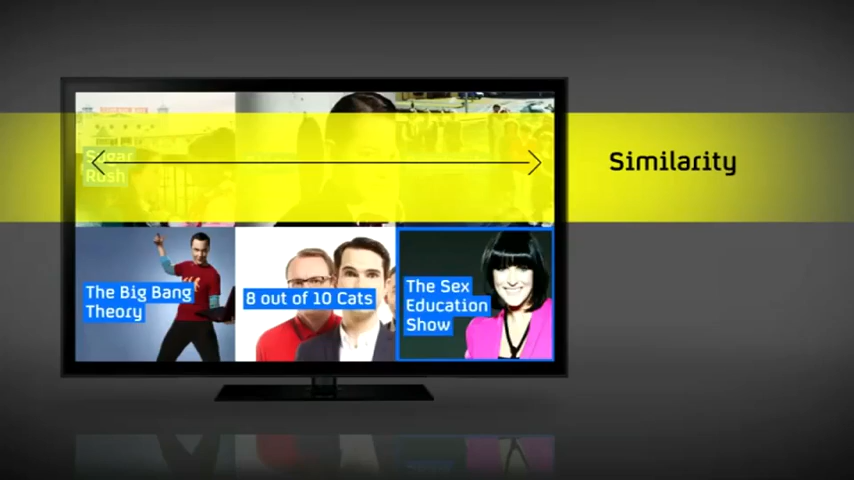 Sugar
Rush
Similarity
The Big Bang
Theory
8 out of 10 Cats
The Sex
Education
Show